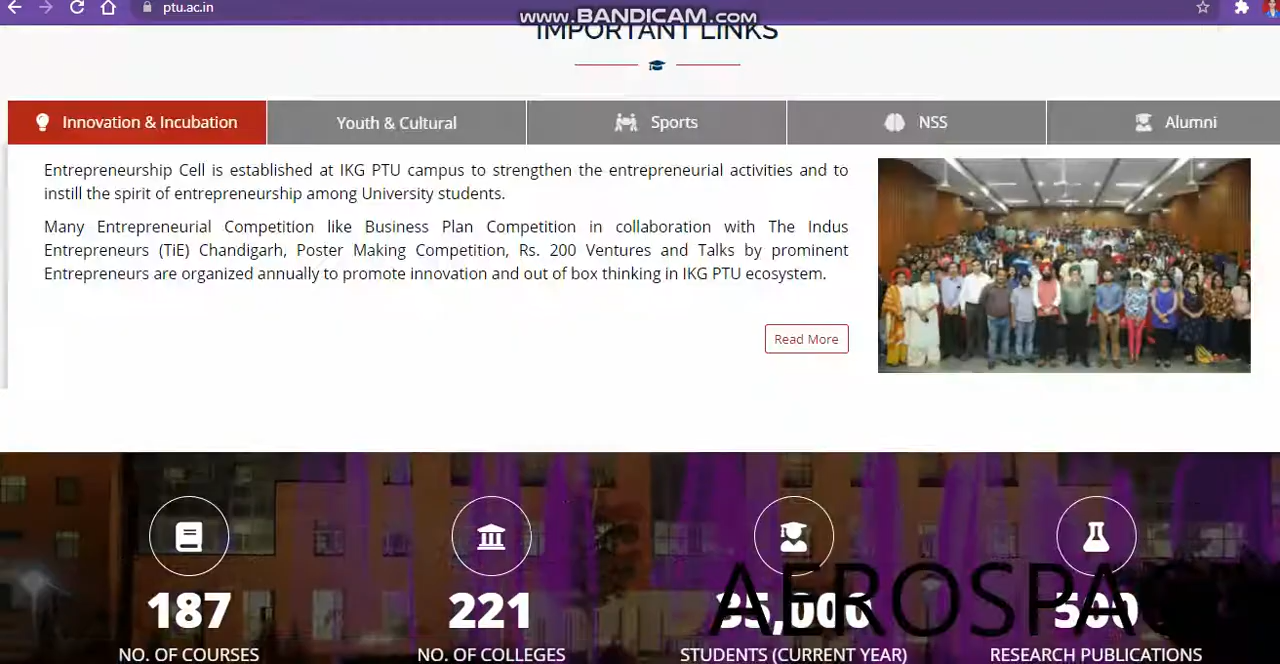 ptu.ac.in
www.BANDICAM.com
IMPORTANT LINKS
Innovation & Incubation
Youth & Cultural
Sports
NSS
Alumni
Entrepreneurship Cell is established at IKG PTU campus to strengthen the entrepreneurial activities and to
instill the spirit of entrepreneurship among University students.
Many Entrepreneurial Competition like Business Plan Competition in collaboration with The Indus
Entrepreneurs (TiE) Chandigarh, Poster Making Competition, Rs. 200 Ventures and Talks by prominent
Entrepreneurs are organized annually to promote innovation and out of box thinking in IKG PTU ecosystem.
Read More
187
221
500
AEROSPA
NO. OF COURSES
NO. OF COLLEGES
STUDENTS (CURRENT YEAR)
RESEARCH PUBLICATIONS